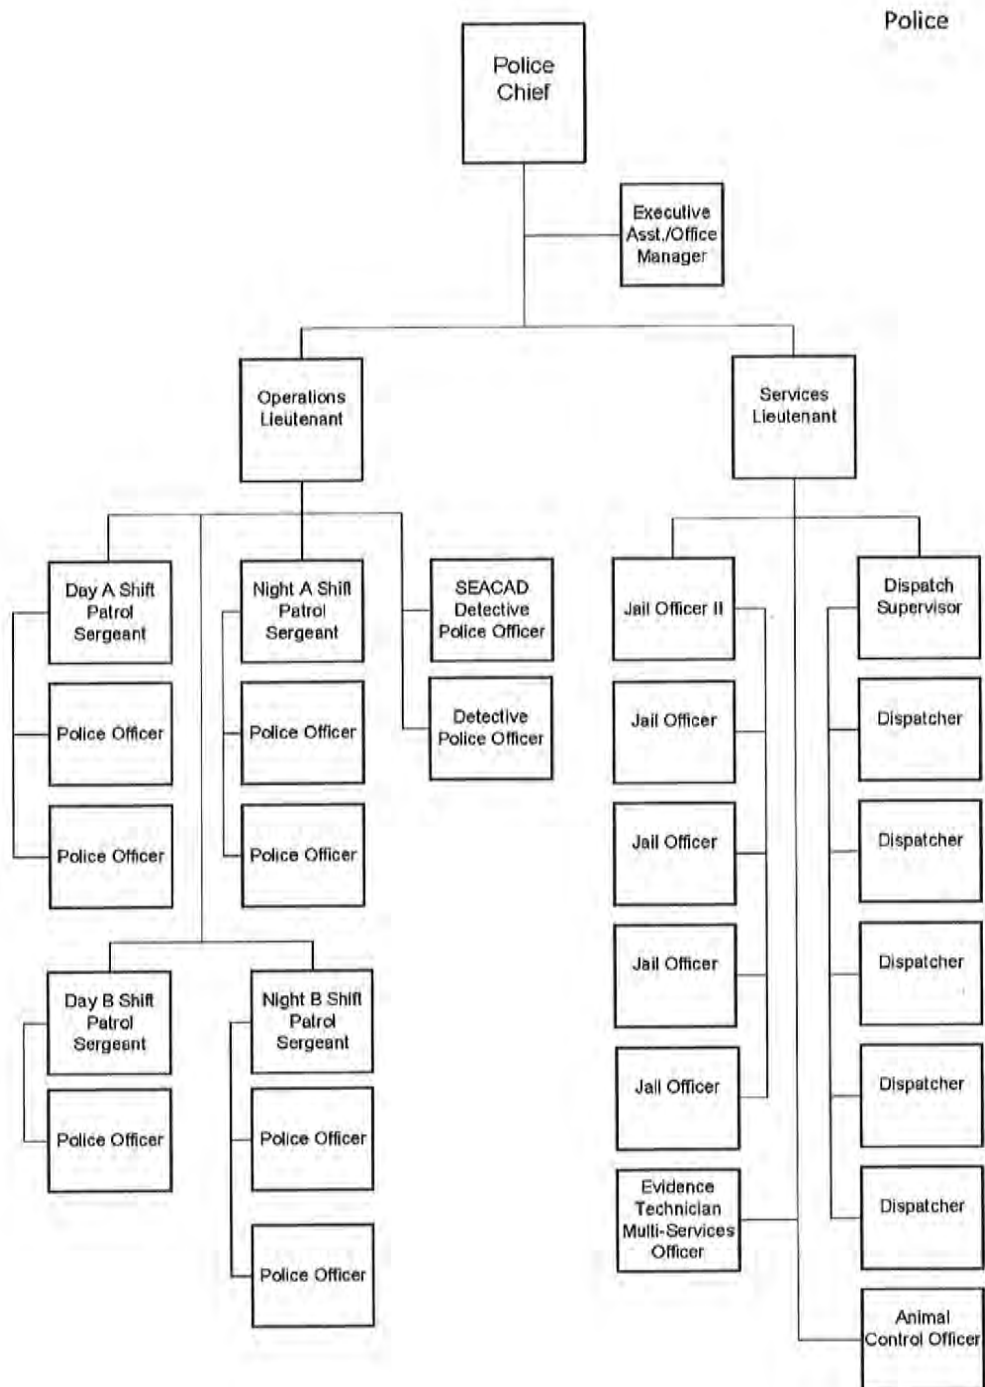 Police
Police
Chief
Executive
Asst./Office
Manager
Operations
Lieutenant
Services
Lieutenant
Day A Shift
Patrol
Sergeant
Night A Shift
Patrol
Sergeant
SEACAD
Detective
Police Officer
Jail Officer II
Dispatch
Supervisor
Police Officer
Police Officer
Detective
Police Officer
Jail Officer
Dispatcher
Police Officer
Police Officer
Jail Officer
Dispatcher
Jail Officer
Dispatcher
Day B Shift
Patrol
Sergeant
Night B Shift
Patrol
Sergeant
Jail Officer
Dispatcher
Police Officer
Police Officer
Evidence
Technician
Multi-Services
Officer
Dispatcher
Police Officer
Animal
Control Officer